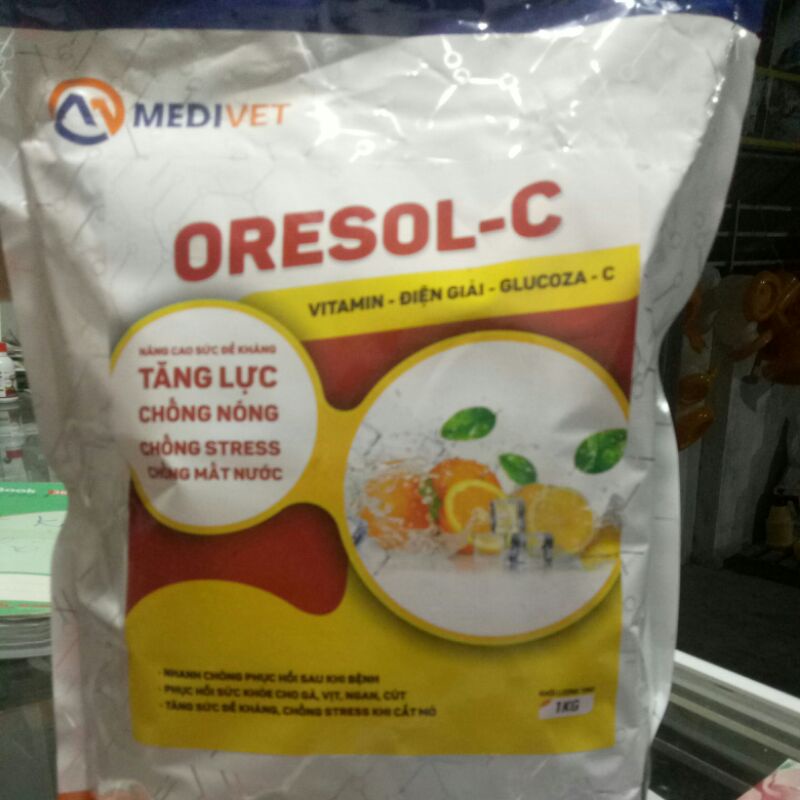 MEDIVET
ORESOL-C
VITAMIN - ĐIỆN GIẢI - GLUCOZA - C
NÂNG CAO SỨC ĐỀ KHÁNG
TĂNG LỰC
CHỐNG NÓNG
CHỐNG STRESS
CHỐNG MẤT NƯỚC
· NHANH CHÓNG PHỤC HỒI SAU KHI BỆNH
· PHỤC HỒI SỨC KHỎE CHO GÀ, VỊT, NGAN, CÚT
· TĂNG SỨC ĐỀ KHÁNG, CHỐNG STRESS KHI CẮT MỎ
KHỐI LƯỢNG
1KG